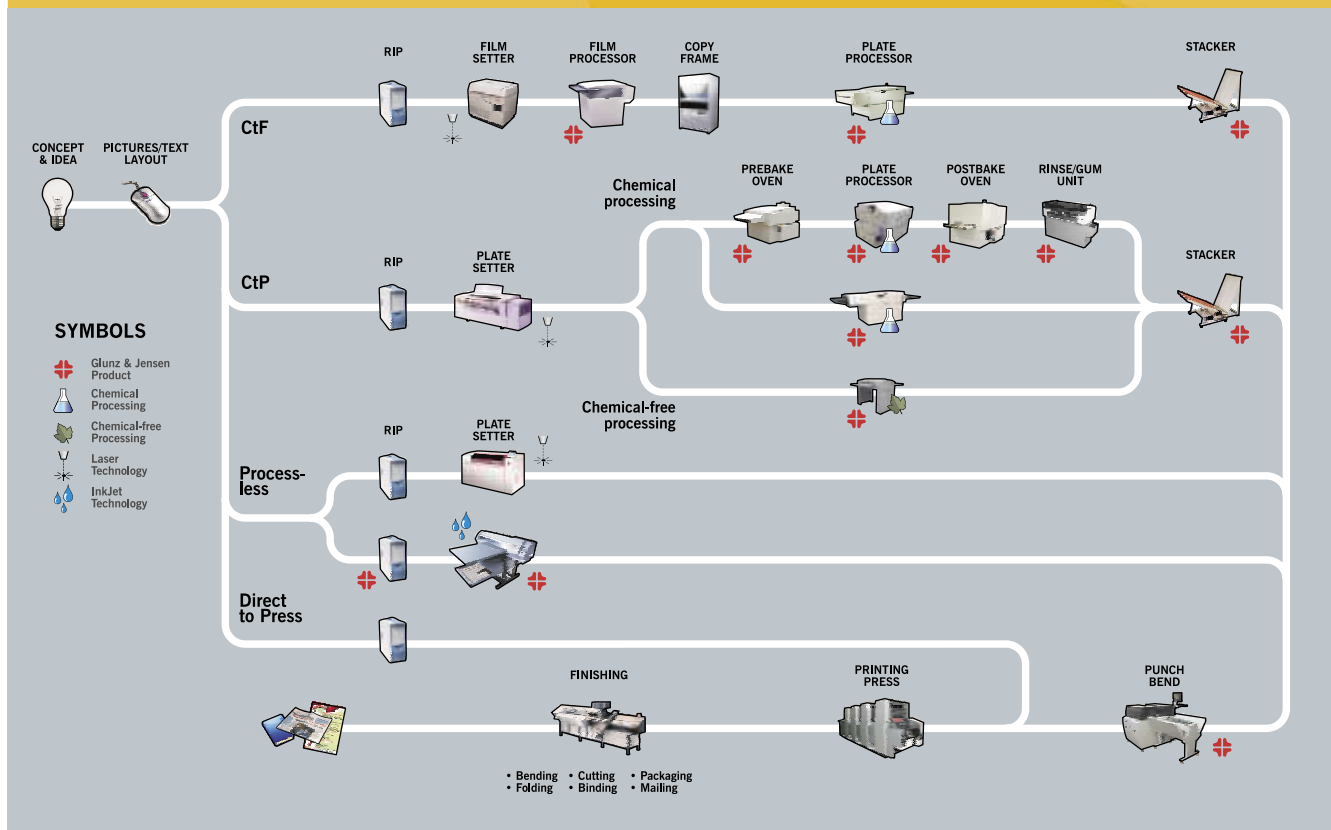 RIP
FILM
SETTER
FILM
PROCESSOR
COPY
FRAME
PLATE
PROCESSOR
STACKER
CtF
CONCEPT
& IDEA
PICTURES/TEXT
LAYOUT
Chemical
processing
PREBAKE
OVEN
PLATE
PROCESSOR
POSTBAKE
OVEN
RINSE/GUM
UNIT
CtP
RIP
PLATE
SETTER
STACKER
SYMBOLS
Glunz & Jensen
Product
Chemical
Processing
Chemical-free
Processing
Laser
Technology
InkJet
Technology
Chemical-free
processing
RIP
PLATE
SETTER
Process-
less
Direct
to Press
FINISHING
PRINTING
PRESS
PUNCH
BEND
• Bending • Cutting • Packaging
• Folding • Binding • Mailing